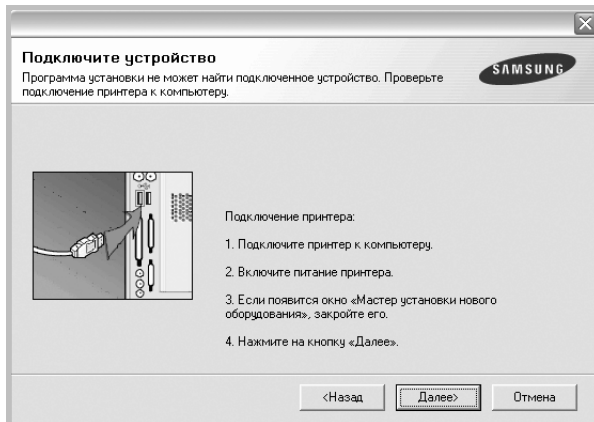 Подключите устройство
Программа установки не может найти подключенное устройство. Проверьте
подключение принтера к компьютеру.
SAMSUNG
Подключение принтера:
1. Подключите принтер к компьютеру.
2. Включите питание принтера.
3. Если появится окно «Мастер установки нового
оборудования», закройте его.
4. Нажмите на кнопку «Далее».
<Назад
Далее>
Отмена